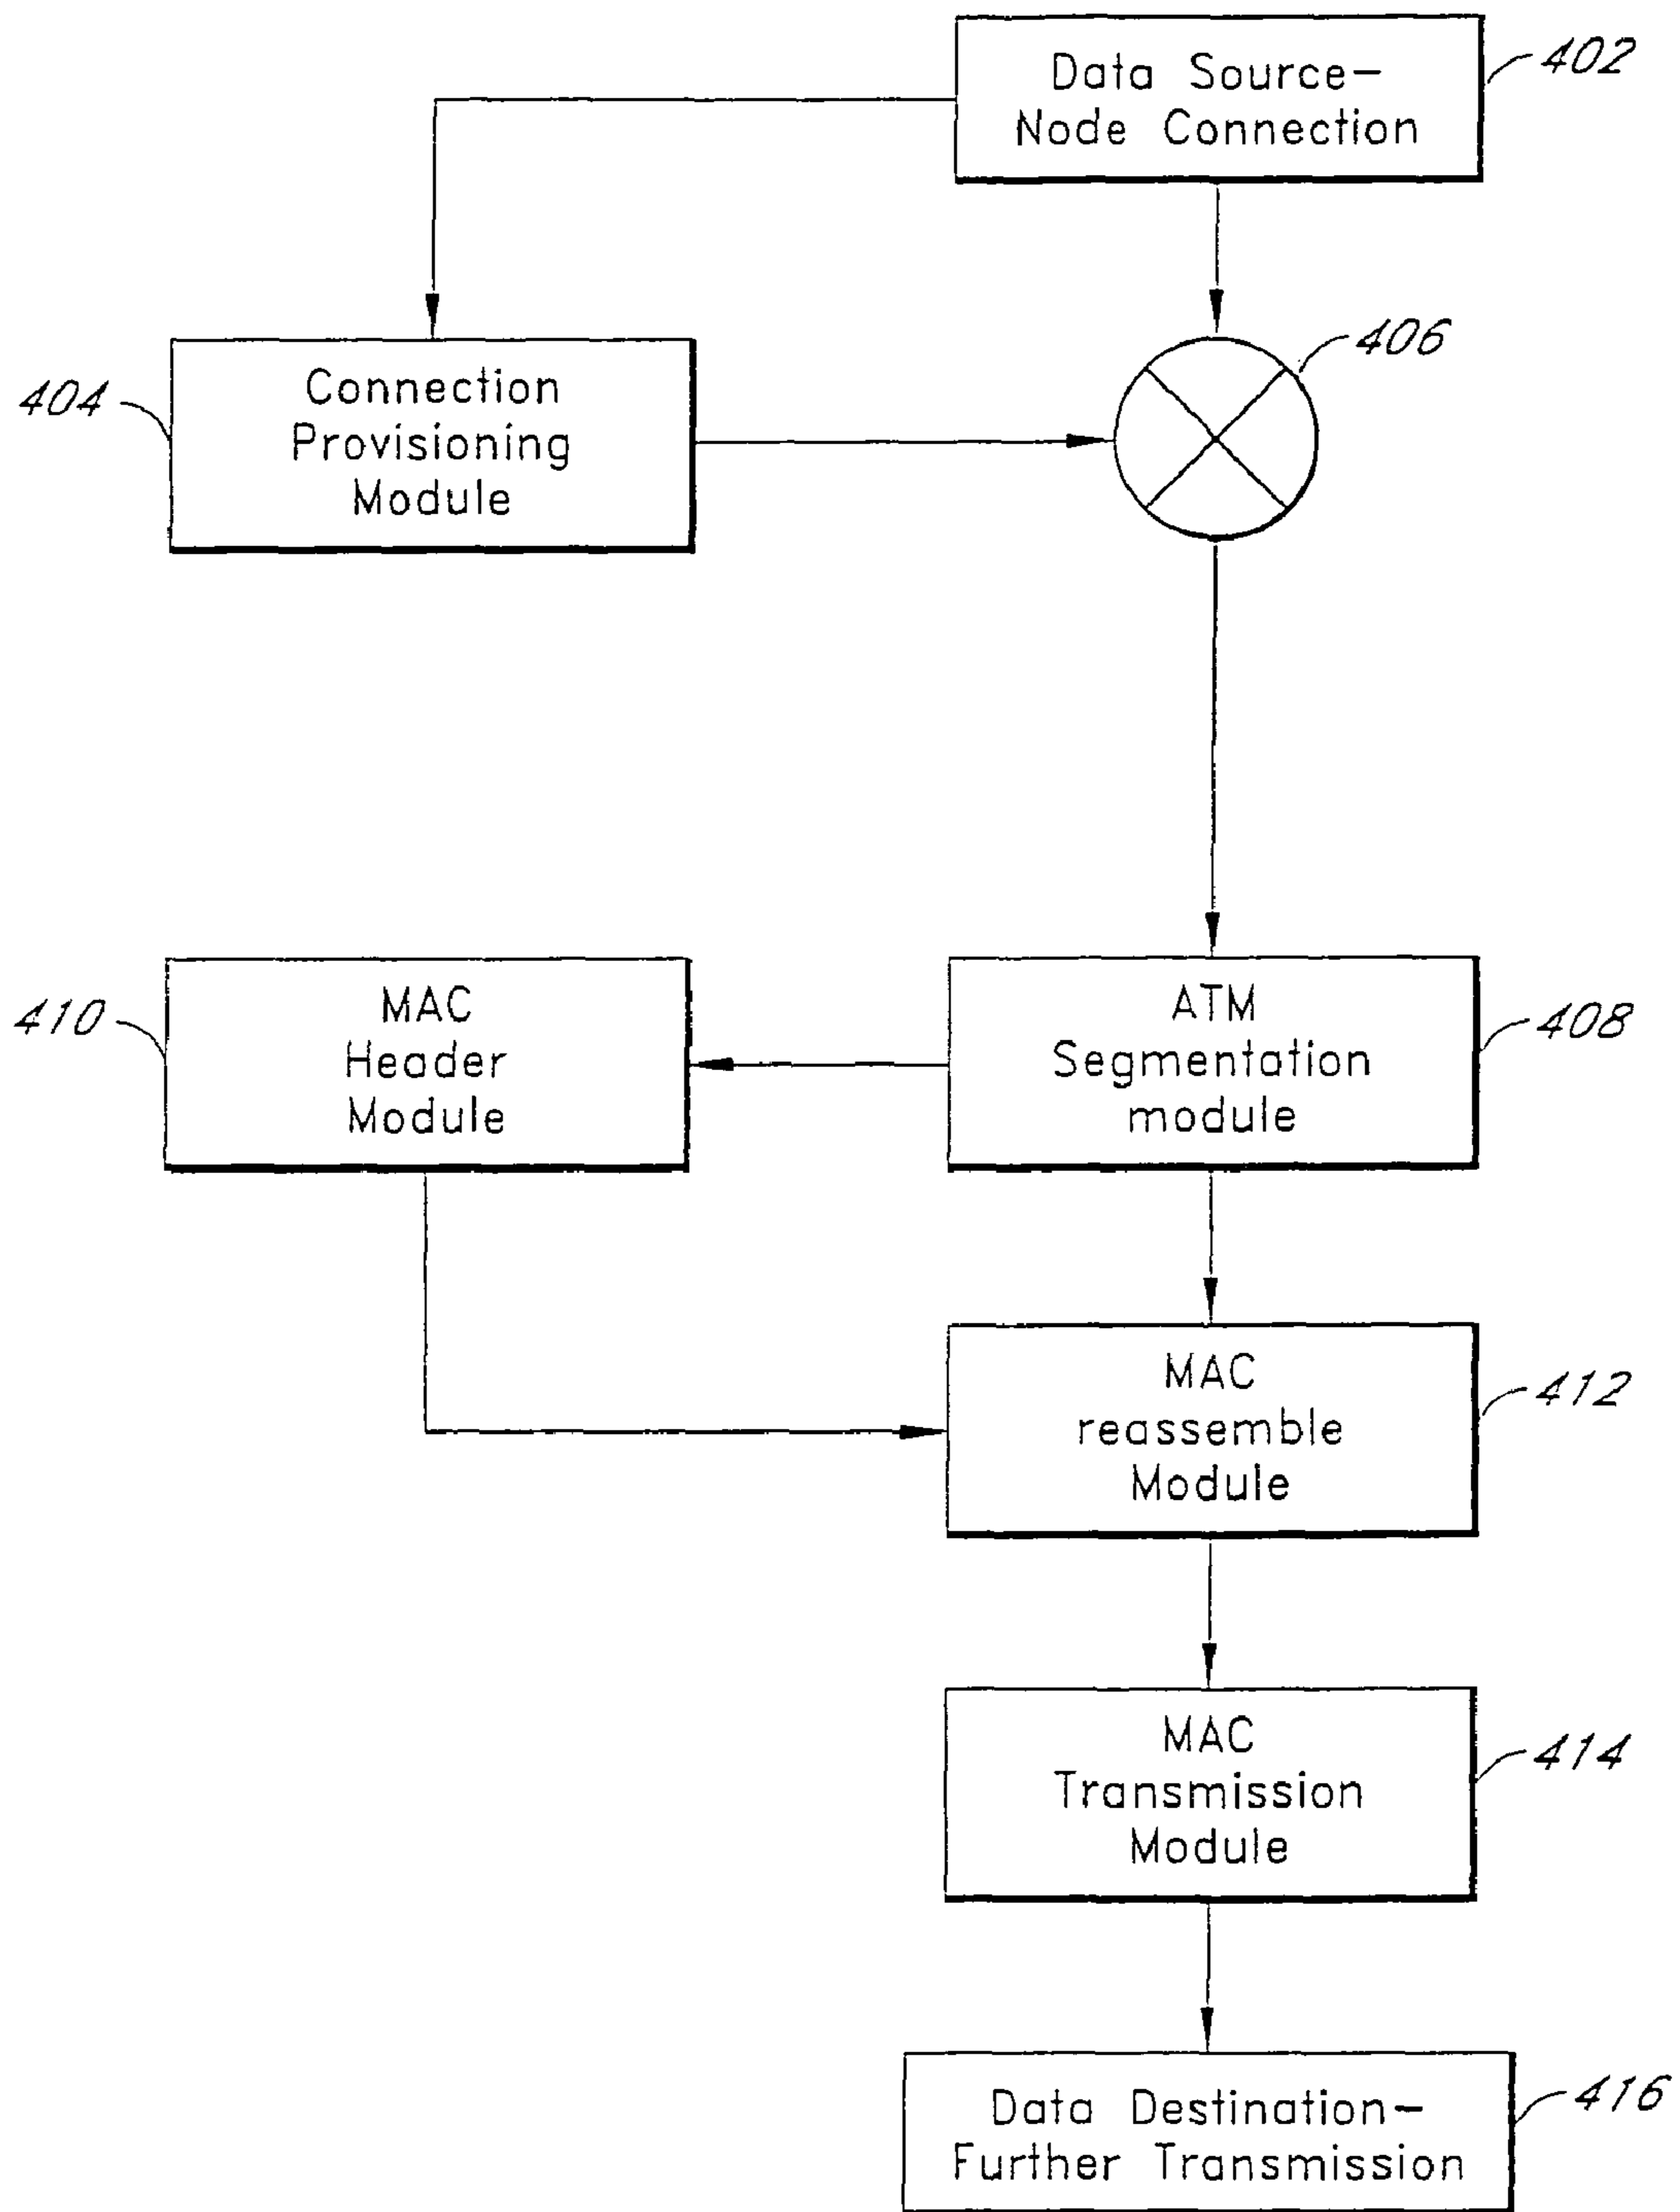 Data Source-
Node Connection
402
406
404
Connection
Provisioning
Module
410
MAC
Header
Module
ATM
Segmentation
module
408
MAC
reassemble
Module
412
MAC
Transmission
Module
414
Data Destination-
Further Transmission
416